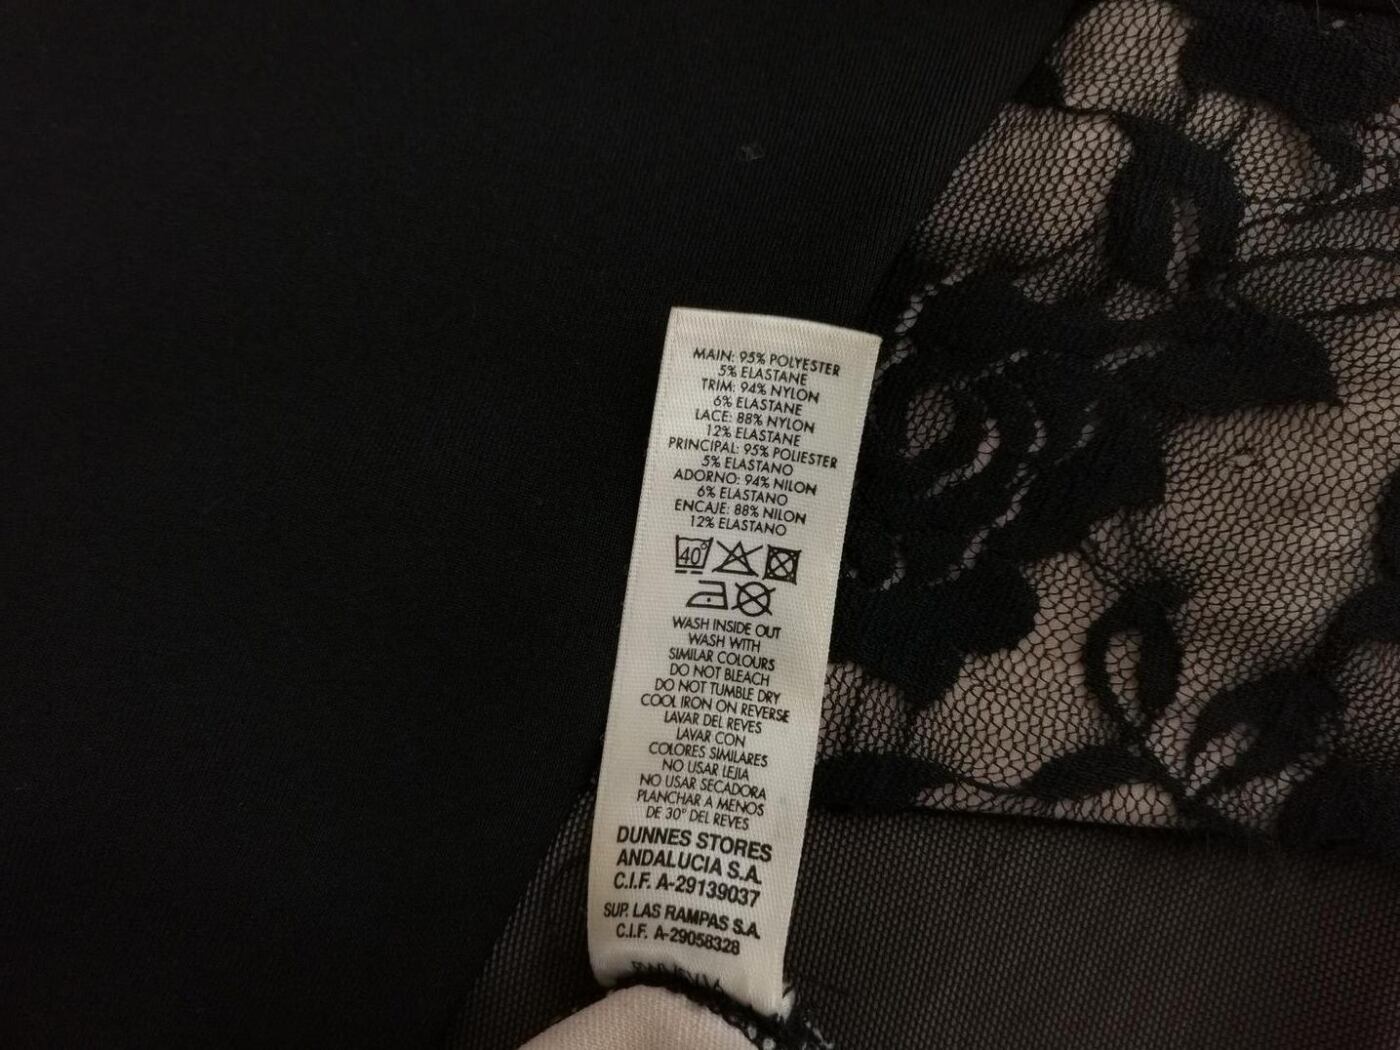 MAIN: 95% POLYESTER
5% ELASTANE
TRIM: 94% NYLON
6% ELASTANE
LACE: 88% NYLON
12% ELASTANE
PRINCIPAL: 95% POLIESTER
5% ELASTANO
ADORNO: 94% NILON
6% ELASTANO
ENCAJE: 88% NILON
12% ELASTANO
40°
WASH INSIDE OUT
WASH WITH
SIMILAR COLOURS
DO NOT BLEACH
DO NOT TUMBLE DRY
COOL IRON ON REVERSE
LAVAR DEL REVES
LAVAR CON
COLORES SIMILARES
NO USAR LEJIA
NO USAR SECADORA
PLANCHAR A MENOS
DE 30° DEL REVES
DUNNES STORES
ANDALUCIA S.A.
C.I.F. A-29139037
SUP. LAS RAMPAS S.A.
C.I.F. A-29058328